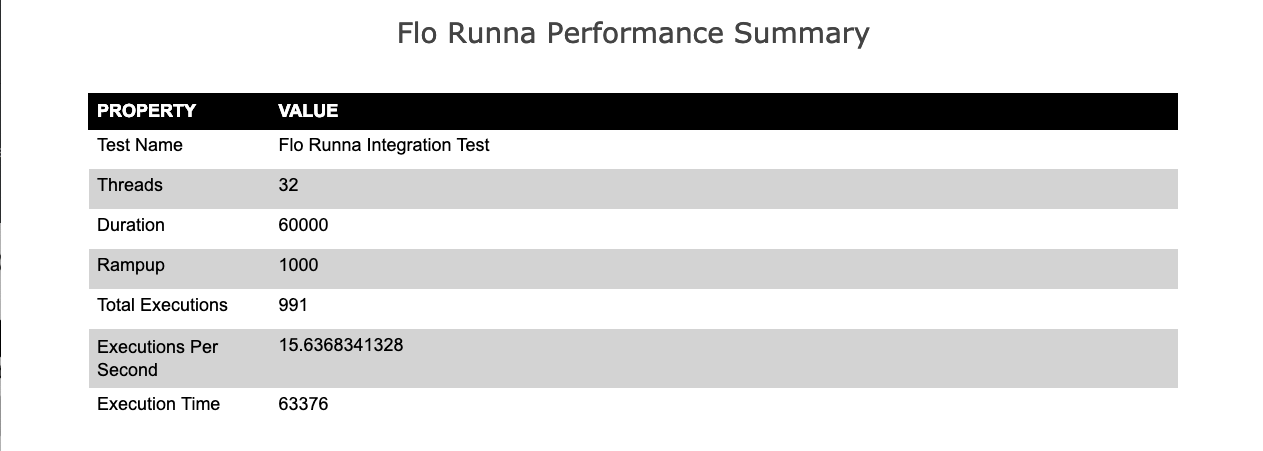 Flo Runna Performance Summary
PROPERTY VALUE
Test Name Flo Runna Integration Test
Threads 32
Duration 60000
Rampup 1000
Total Executions 991
Executions Per 15.6368341328
Second
Execution Time 63376